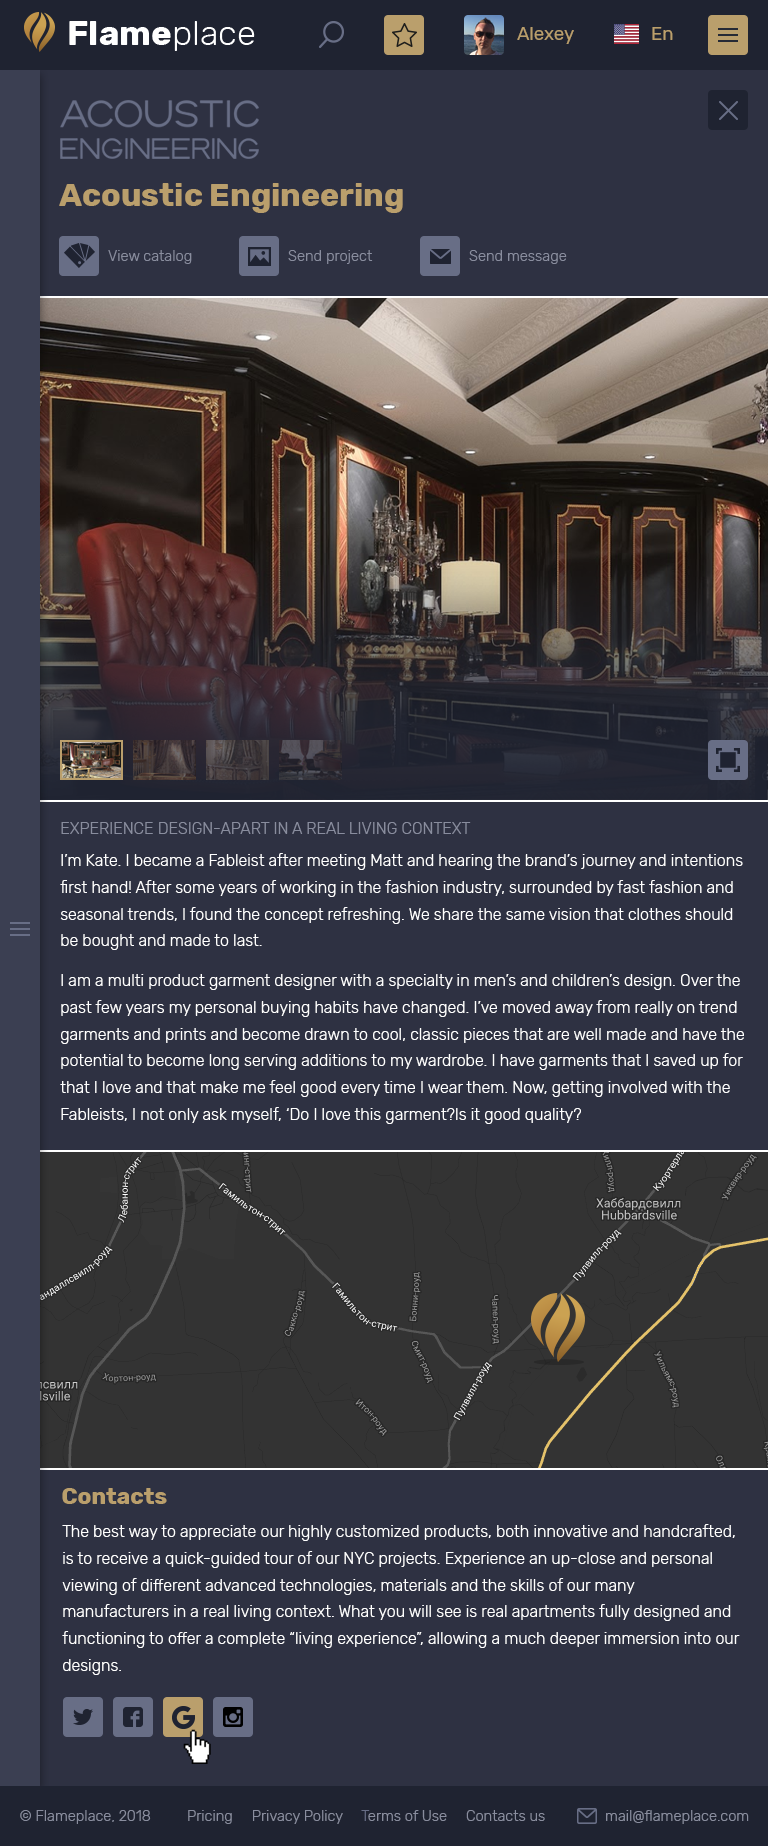 Flameplace
Alexey
En
ACOUSTIC
ENGINEERING
Acoustic Engineering
View catalog
Send project
Send message
EXPERIENCE DESIGN-APART IN A REAL LIVING CONTEXT
I’m Kate. I became a Fableist after meeting Matt and hearing the brand’s journey and intentions
first hand! After some years of working in the fashion industry, surrounded by fast fashion and
seasonal trends, I found the concept refreshing. We share the same vision that clothes should
be bought and made to last.
I am a multi product garment designer with a specialty in men’s and children’s design. Over the
past few years my personal buying habits have changed. I’ve moved away from really on trend
garments and prints and become drawn to cool, classic pieces that are well made and have the
potential to become long serving additions to my wardrobe. I have garments that I saved up for
that I love and that make me feel good every time I wear them. Now, getting involved with the
Fableists, I not only ask myself, ‘Do I love this garment?Is it good quality?
Лебанон-стрит
инг-стрит
Гамильтон-стрит
илл-роуд
Куортерла
Уиквир-роуд
Хаббардсвилл
Hubbardsville
Пулвилл-роуд
андаллсвилл-роуд
Сакко-роуд
Гамильтон-стрит
Бонни-роуд
Чапел-роуд
Смит-роуд
Пулвилл-роуд
Уильямс-роуд
Хортон-роуд
лсвилл
lsville
Итон-роуд
Contacts
The best way to appreciate our highly customized products, both innovative and handcrafted,
is to receive a quick-guided tour of our NYC projects. Experience an up-close and personal
viewing of different advanced technologies, materials and the skills of our many
manufacturers in a real living context. What you will see is real apartments fully designed and
functioning to offer a complete “living experience”, allowing a much deeper immersion into our
designs.
© Flameplace, 2018
Pricing
Privacy Policy
Terms of Use
Contacts us
mail@flameplace.com